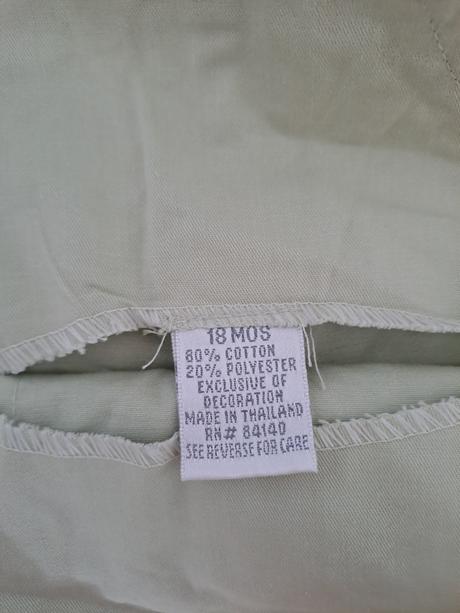 18 MOS
80% COTTON
20% POLYESTER
EXCLUSIVE OF
DECORATION
MADE IN THAILAND
RN# 84140
SEE REVERSE FOR CARE